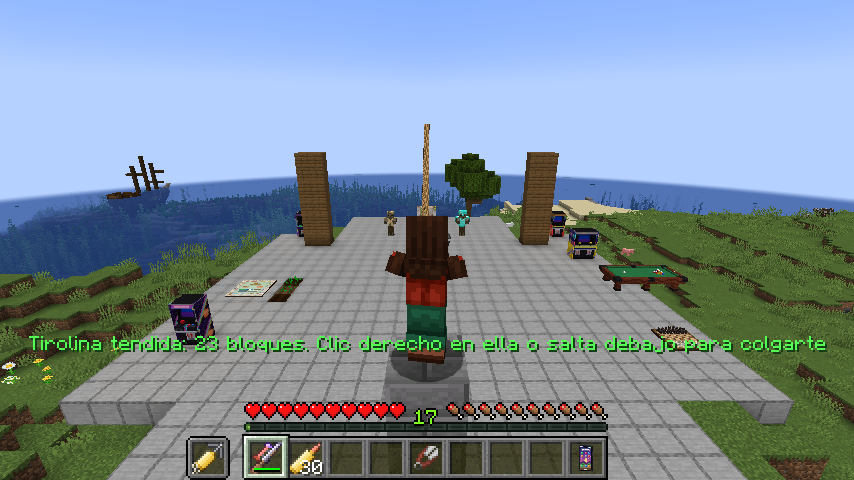 Tirolina tendida: 23 bloques. Clic derecho en ella o salta debajo para colgarte
17
30